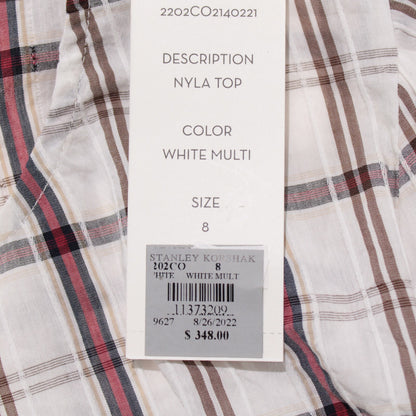 2202CO2140221
DESCRIPTION
NYLA TOP
COLOR
WHITE MULTI
SIZE
8
STANLEY KORSHAK
202CO 8
WHITE MULT
11373209
9627 8/26/2022
$ 348.00